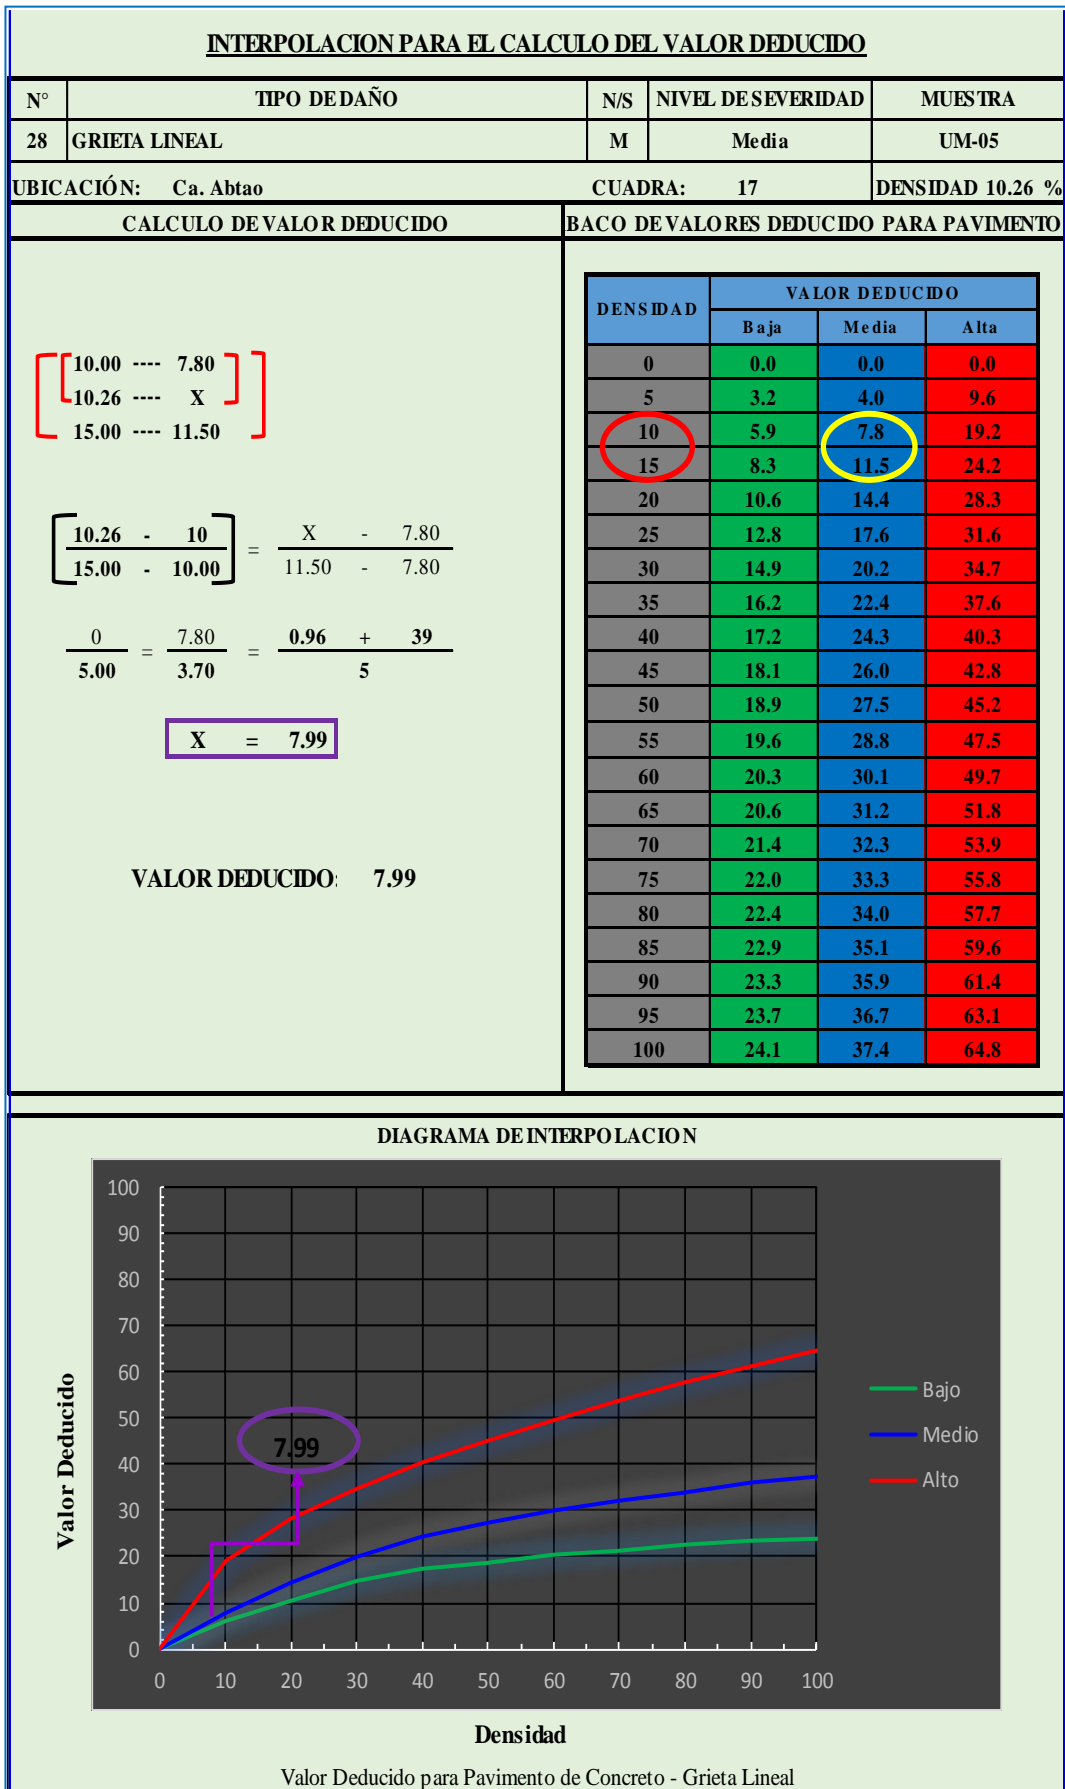 INTERPOLACION PARA EL CALCULO DEL VALOR DEDUCIDO
N° TIPO DE DAÑO N/S NIVEL DE SEVERIDAD MUESTRA
28 GRIETA LINEAL M Media UM-05
UBICACIÓN: Ca. Abtao CUADRA: 17 DENSIDAD 10.26 %
CALCULO DE VALOR DEDUCIDO
10.00 ---- 7.80
10.26 ---- X
15.00 ---- 11.50
10.26 - 10 = X - 7.80
15.00 - 10.00 11.50 - 7.80
0 = 7.80 = 0.96 + 39
5.00 3.70 5
X = 7.99
VALOR DEDUCIDO: 7.99
BACO DE VALORES DEDUCIDO PARA PAVIMENTO
DENSIDAD VALOR DEDUCIDO
Baja Media Alta
0 0.0 0.0 0.0
5 3.2 4.0 9.6
10 5.9 7.8 19.2
15 8.3 11.5 24.2
20 10.6 14.4 28.3
25 12.8 17.6 31.6
30 14.9 20.2 34.7
35 16.2 22.4 37.6
40 17.2 24.3 40.3
45 18.1 26.0 42.8
50 18.9 27.5 45.2
55 19.6 28.8 47.5
60 20.3 30.1 49.7
65 20.6 31.2 51.8
70 21.4 32.3 53.9
75 22.0 33.3 55.8
80 22.4 34.0 57.7
85 22.9 35.1 59.6
90 23.3 35.9 61.4
95 23.7 36.7 63.1
100 24.1 37.4 64.8
DIAGRAMA DE INTERPOLACION
Valor Deducido
100
90
80
70
60
50
40
30
20
10
0
7.99
0 10 20 30 40 50 60 70 80 90 100
Bajo
Medio
Alto
Densidad
Valor Deducido para Pavimento de Concreto - Grieta Lineal